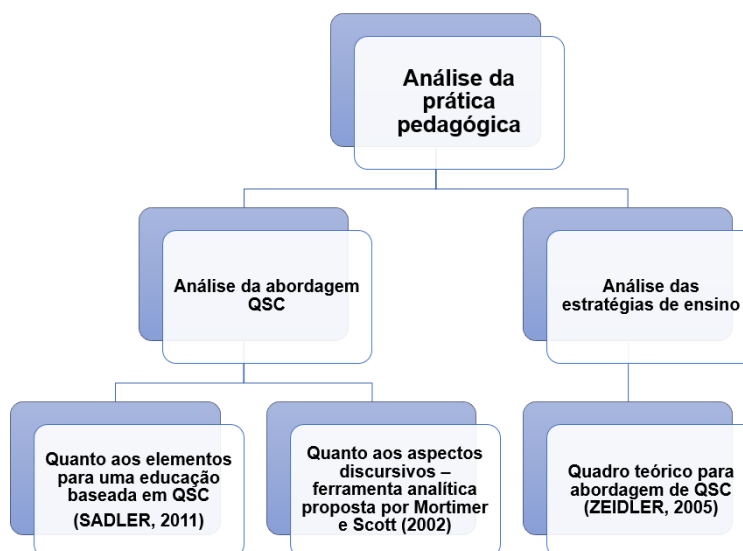 Análise da
prática
pedagógica
Análise da abordagem
QSC
Análise das
estratégias de ensino
Quanto aos elementos
para uma educação
baseada em QSC
(SADLER, 2011)
Quanto aos aspectos
discursivos –
ferramenta analítica
proposta por Mortimer
e Scott (2002)
Quadro teórico para
abordagem de QSC
(ZEIDLER, 2005)